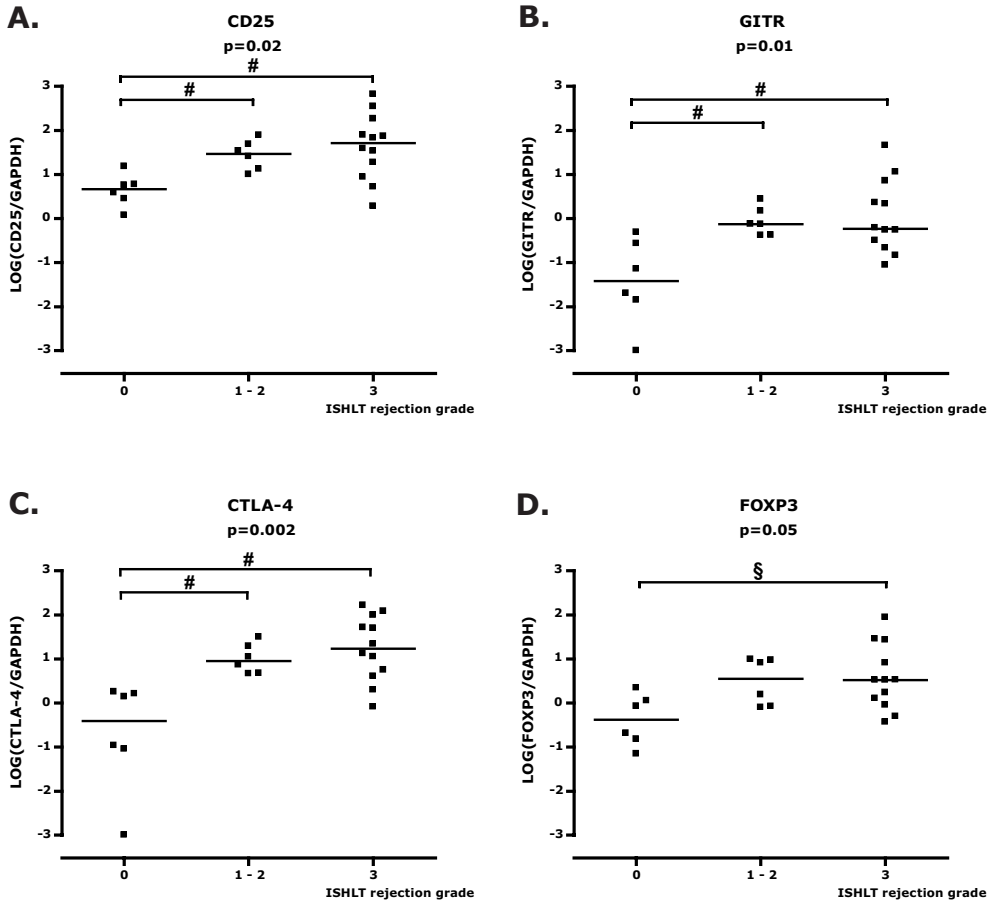 A.
CD25
p=0.02
#
#
3
2
1
0
-1
-2
-3
LOG(CD25/GAPDH)
0
1 - 2
3
ISHLT rejection grade
B.
GITR
p=0.01
#
#
3
2
1
0
-1
-2
-3
LOG(GITR/GAPDH)
0
1 - 2
3
ISHLT rejection grade
C.
CTLA-4
p=0.002
#
#
3
2
1
0
-1
-2
-3
LOG(CTLA-4/GAPDH)
0
1 - 2
3
ISHLT rejection grade
D.
FOXP3
p=0.05
§
3
2
1
0
-1
-2
-3
LOG(FOXP3/GAPDH)
0
1 - 2
3
ISHLT rejection grade